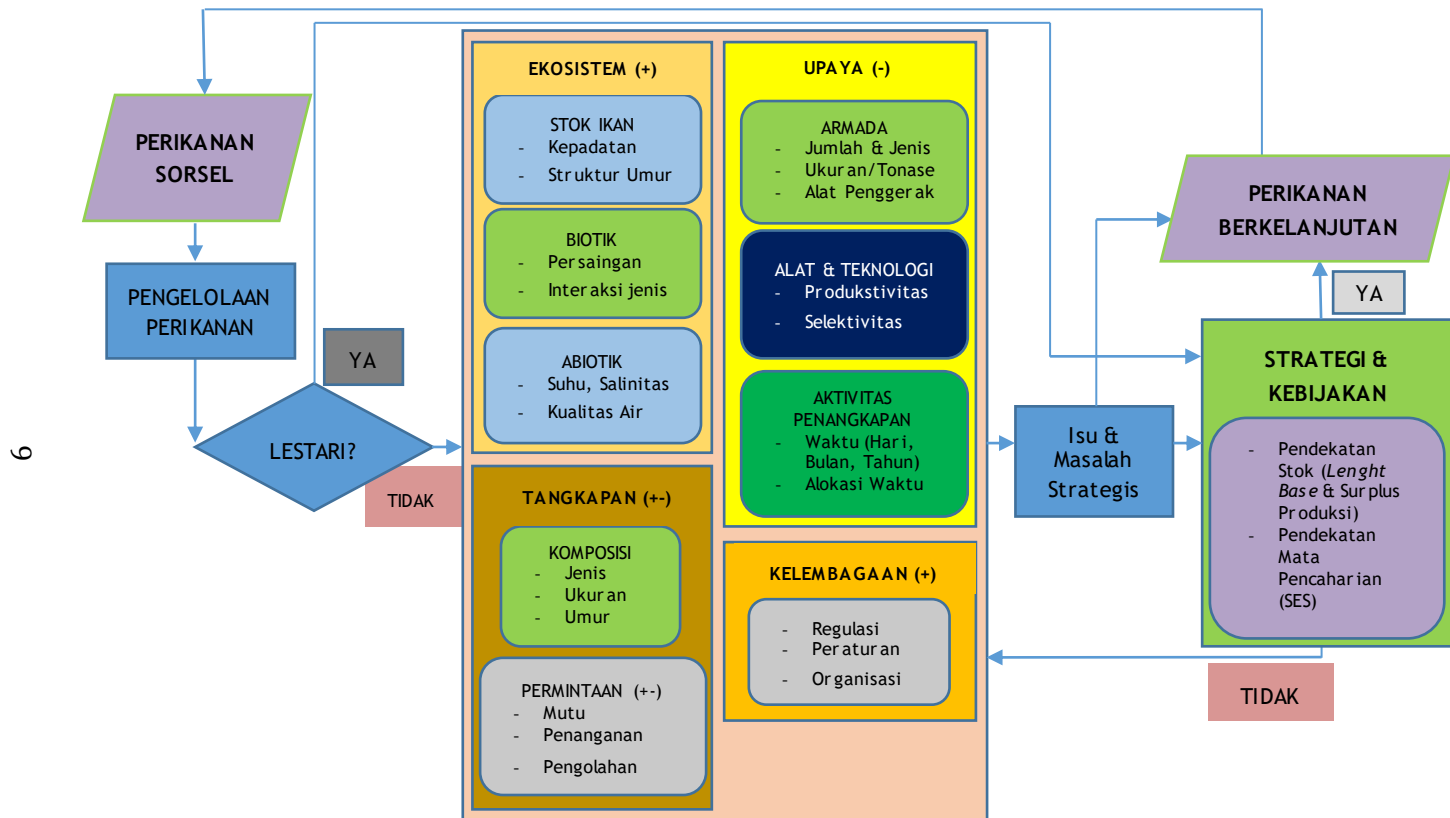 PERIKANAN
SORSEL
PENGELOLAAN
PERIKANAN
YA
LESTARI?
TIDAK
EKOSISTEM (+)
STOK IKAN
- Kepadatan
- Struktur Umur
BIOTIK
- Persaingan
- Interaksi jenis
ABIOTIK
- Suhu, Salinitas
- Kualitas Air
TANGKAPAN (+-)
KOMPOSISI
- Jenis
- Ukuran
- Umur
PERMINTAAN (+-)
- Mutu
- Penanganan
- Pengolahan
UPAYA (-)
ARMADA
- Jumlah & Jenis
- Ukuran/Tonase
- Alat Penggerak
ALAT & TEKNOLOGI
- Produkstivitas
- Selektivitas
AKTIVITAS
PENANGKAPAN
- Waktu (Hari,
Bulan, Tahun)
- Alokasi Waktu
KELEMBAGAAN (+)
- Regulasi
- Peraturan
- Organisasi
Isu &
Masalah
Strategis
PERIKANAN
BERKELANJUTAN
YA
STRATEGI &
KEBIJAKAN
- Pendekatan
Stok (Lenght
Base & Surplus
Produksi)
- Pendekatan
Mata
Pencaharian
(SES)
TIDAK
6